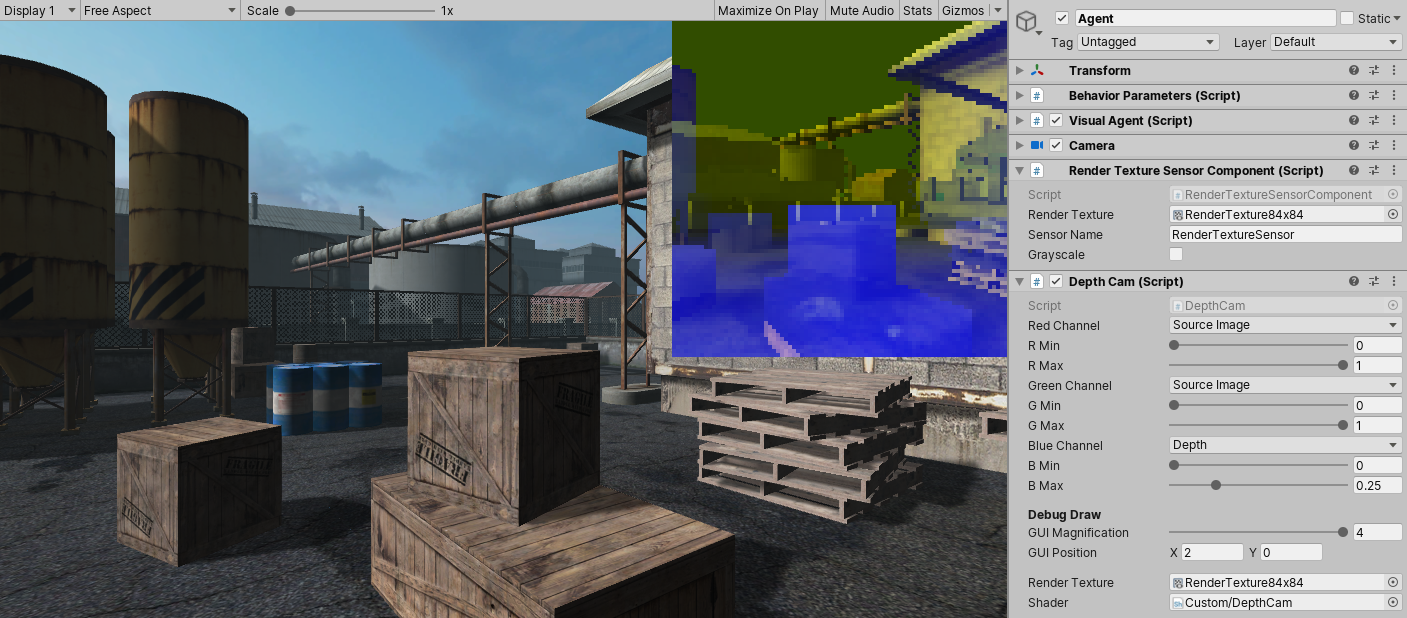 Display 1 Free Aspect Scale 1x Maximize On Play Mute Audio Stats Gizmos
Agent Static
Tag Untagged Layer Default
Transform
# Behavior Parameters (Script)
# Visual Agent (Script)
Camera
# Render Texture Sensor Component (Script)
Script RenderTextureSensorComponent
Render Texture RenderTexture84x84
Sensor Name RenderTextureSensor
Grayscale
# Depth Cam (Script)
Script DepthCam
Red Channel Source Image
R Min 0
R Max 1
Green Channel Source Image
G Min 0
G Max 1
Blue Channel Depth
B Min 0
B Max 0.25
Debug Draw
GUI Magnification 4
GUI Position X 2 Y 0
Render Texture RenderTexture84x84
Shader Custom/DepthCam
FRAGILE
FRAGILE
FRAGILE
FRAGILE